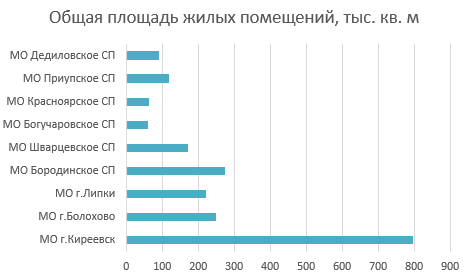 Общая площадь жилых помещений, тыс. кв. м
МО Дедиловское СП
МО Приупское СП
МО Красноярское СП
МО Богучаровское СП
МО Шварцевское СП
МО Бородинское СП
МО г.Липки
МО г.Болохово
МО г.Киреевск
0 100 200 300 400 500 600 700 800 900